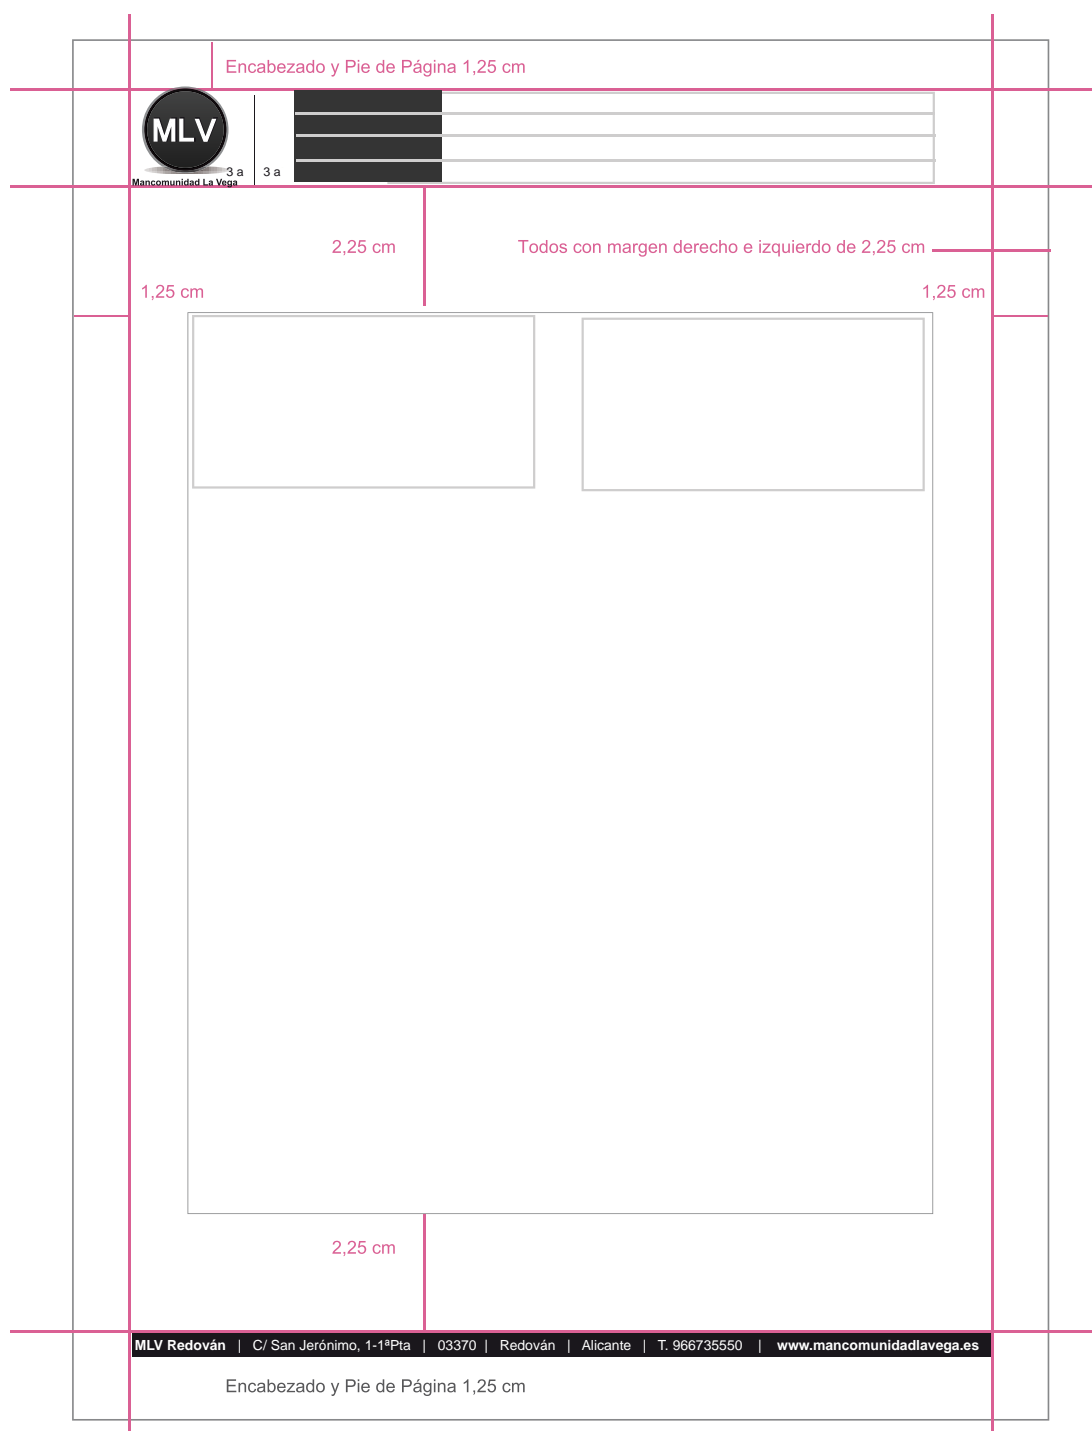 Encabezado y Pie de Página 1,25 cm
MLV
3 a
3 a
Mancomunidad La Vega
2,25 cm
Todos con margen derecho e izquierdo de 2,25 cm
1,25 cm
1,25 cm
2,25 cm
MLV Redován | C/ San Jerónimo, 1-1ªPta | 03370 | Redován | Alicante | T. 966735550 | www.mancomunidadlavega.es
Encabezado y Pie de Página 1,25 cm